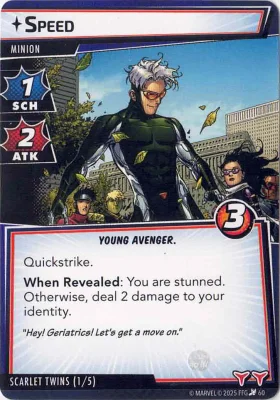 Speed
MINION
1
SCH
2
ATK
3
YOUNG AVENGER.
Quickstrike.
When Revealed: You are stunned.
Otherwise, deal 2 damage to your
identity.
"Hey! Geriatrics! Let's get a move on."
SCARLET TWINS (1/5)
© MARVEL © 2025 FFG 60